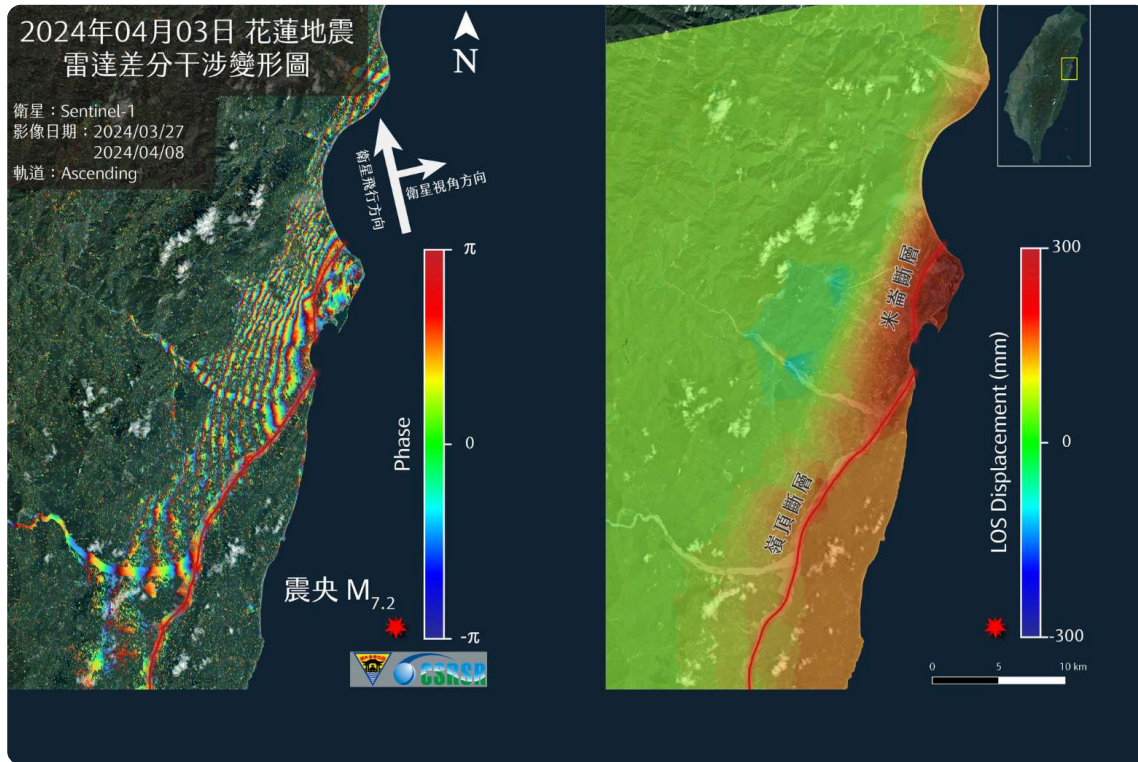 2024年04月03日 花蓮地震
雷達差分干涉變形圖
衛星：Sentinel-1
影像日期：2024/03/27
2024/04/08
軌道：Ascending
N
衛星飛行方向
衛星視角方向
π
Phase
0
-π
震央 M7.2
CSRSR
米崙斷層
嶺頂斷層
300
LOS Displacement (mm)
0
-300
0 5 10 km